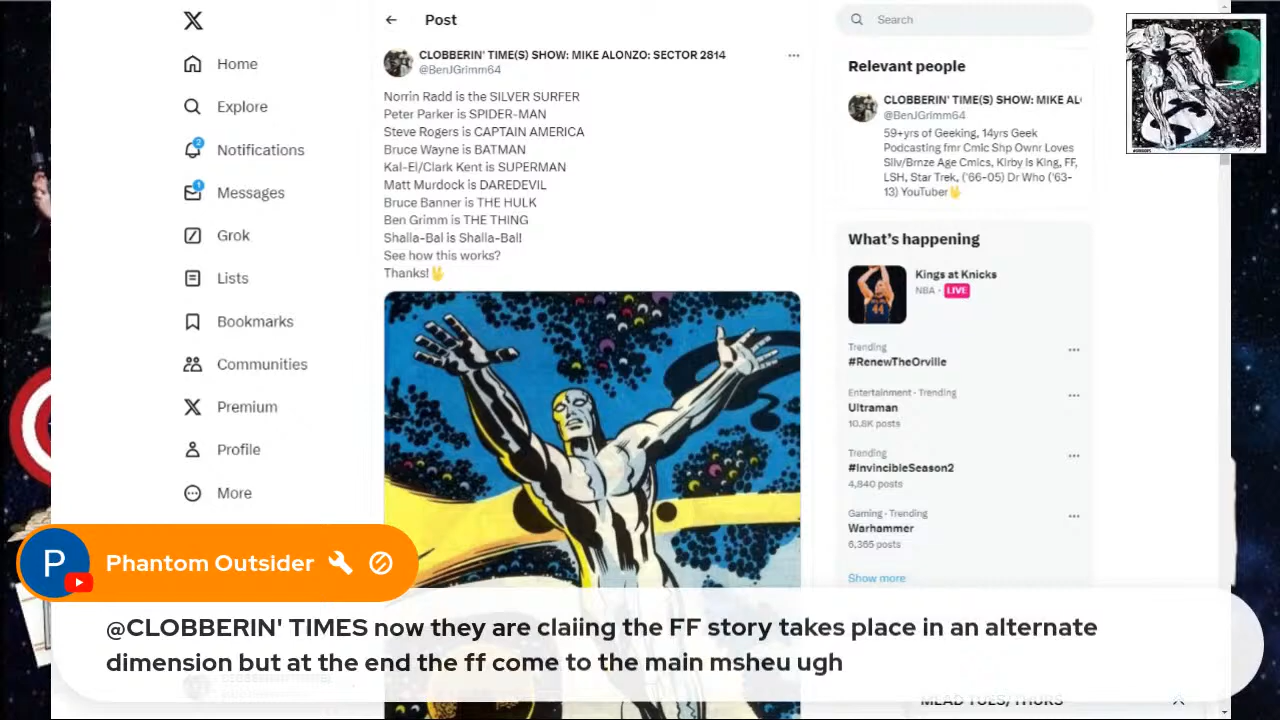 Post
CLOBBERIN' TIME(S) SHOW: MIKE ALONZO: SECTOR 2814
@BenJGrimm64
Norrin Radd is the SILVER SURFER
Peter Parker is SPIDER-MAN
Steve Rogers is CAPTAIN AMERICA
Bruce Wayne is BATMAN
Kal-El/Clark Kent is SUPERMAN
Matt Murdock is DAREDEVIL
Bruce Banner is THE HULK
Ben Grimm is THE THING
Shalla-Bal is Shalla-Bal!
See how this works?
Thanks!🖖
Home
Explore
2
Notifications
1
Messages
Grok
Lists
Bookmarks
Communities
Premium
Profile
More
Search
Relevant people
CLOBBERIN' TIME(S) SHOW: MIKE AL
@BenJGrimm64
59+yrs of Geeking, 14yrs Geek
Podcasting fmr Cmic Shp Ownr Loves
Silv/Brnze Age Cmics, Kirby is King, FF,
LSH, Star Trek, ('66-05) Dr Who ('63-
13) YouTuber🖖
What's happening
Kings at Knicks
NBA · LIVE
Trending
#RenewTheOrville
Entertainment · Trending
Ultraman
10.8K posts
Trending
#InvincibleSeason2
4,840 posts
Gaming · Trending
Warhammer
6,365 posts
Show more
P
Phantom Outsider
@CLOBBERIN' TIMES now they are claiing the FF story takes place in an alternate
dimension but at the end the ff come to the main msheu ugh